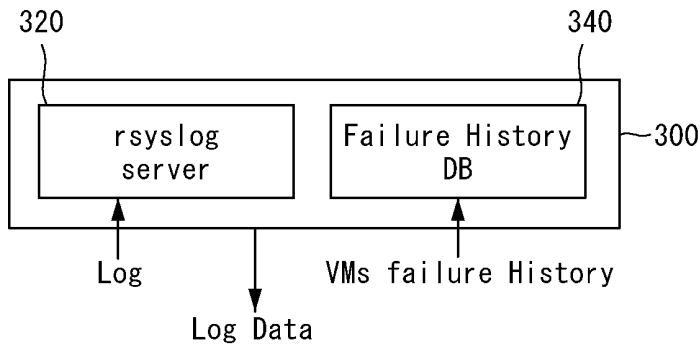 320
340
rsyslog
server
Failure History
DB
300
Log
VMs failure History
Log Data